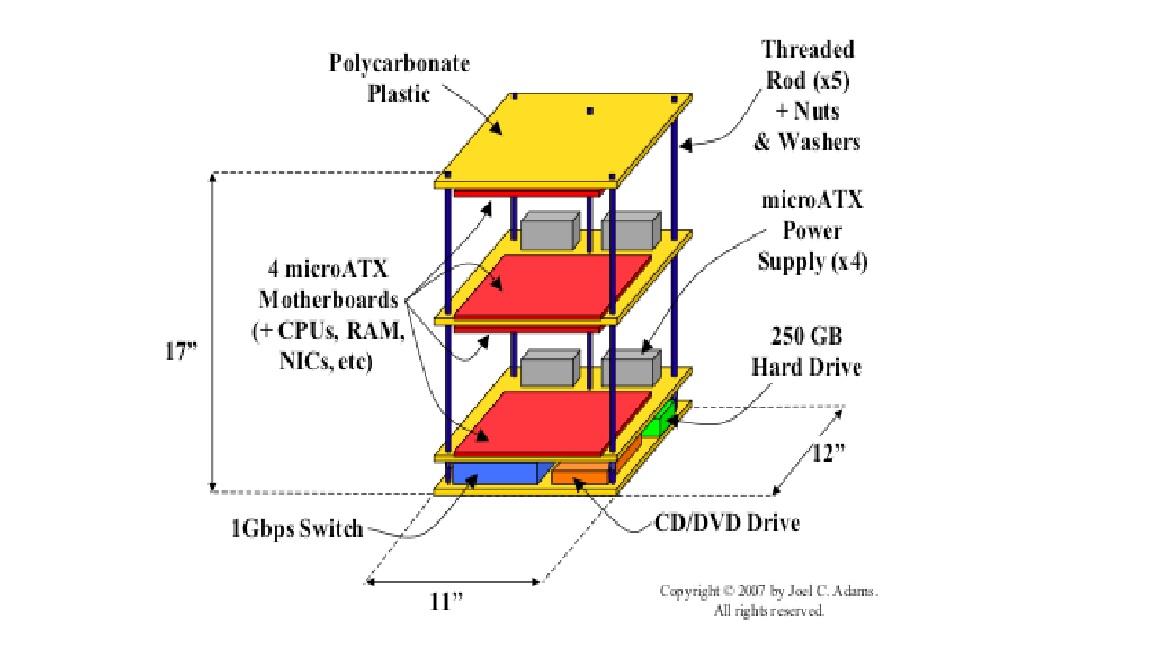 Polycarbonate
Plastic
Threaded
Rod (x5)
+ Nuts
& Washers
microATX
Power
Supply (x4)
4 microATX
Motherboards
(+ CPUs, RAM,
NICs, etc)
17”
250 GB
Hard Drive
12”
1Gbps Switch
CD/DVD Drive
11”
Copyright © 2007 by Joel C. Adams.
All rights reserved.